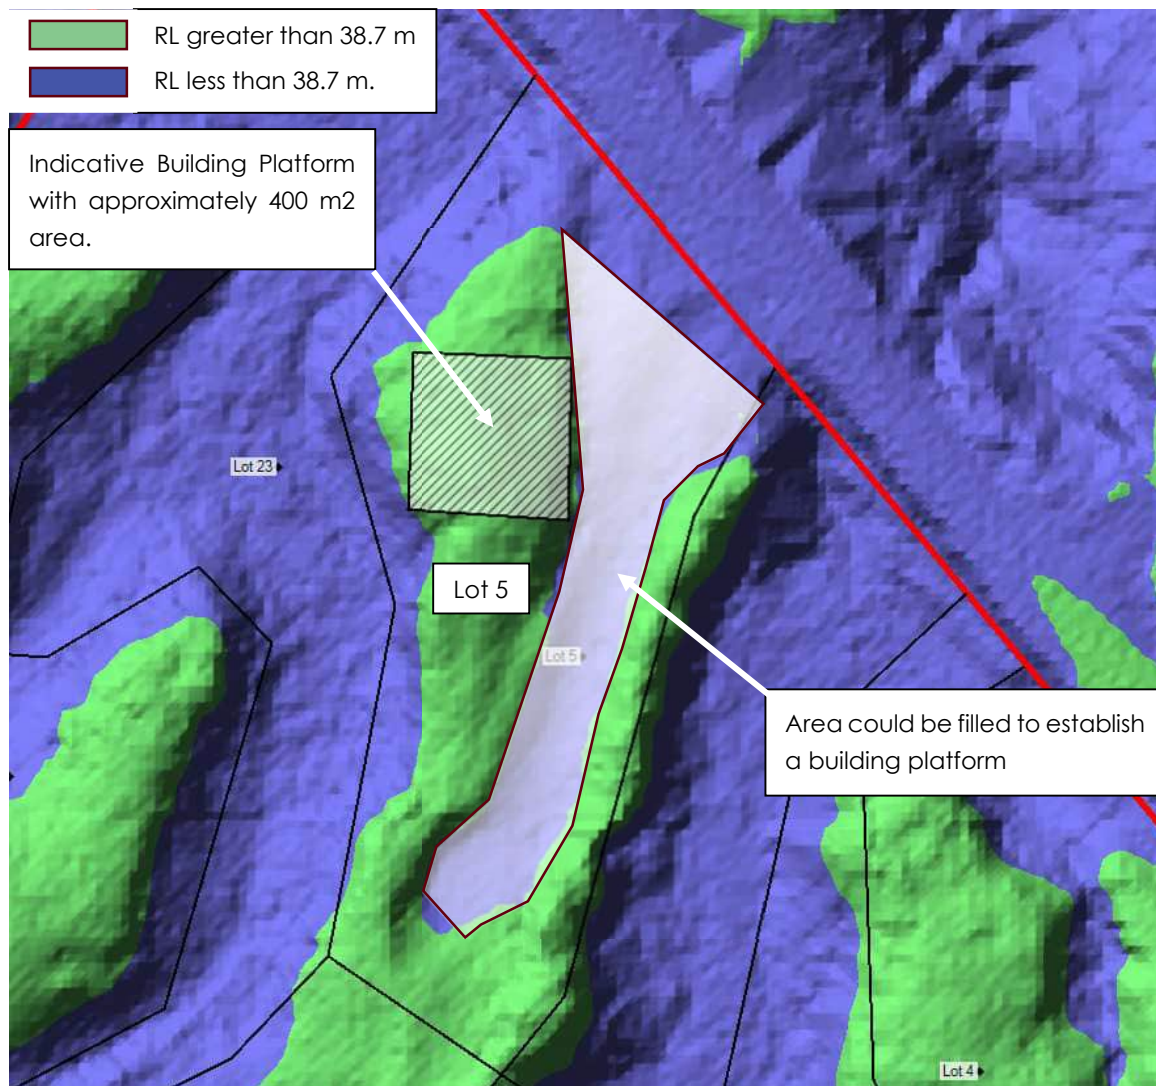 RL greater than 38.7 m
RL less than 38.7 m.
Indicative Building Platform
with approximately 400 m2
area.
Lot 23
Lot 5
Lot 5
Area could be filled to establish
a building platform
Lot 4